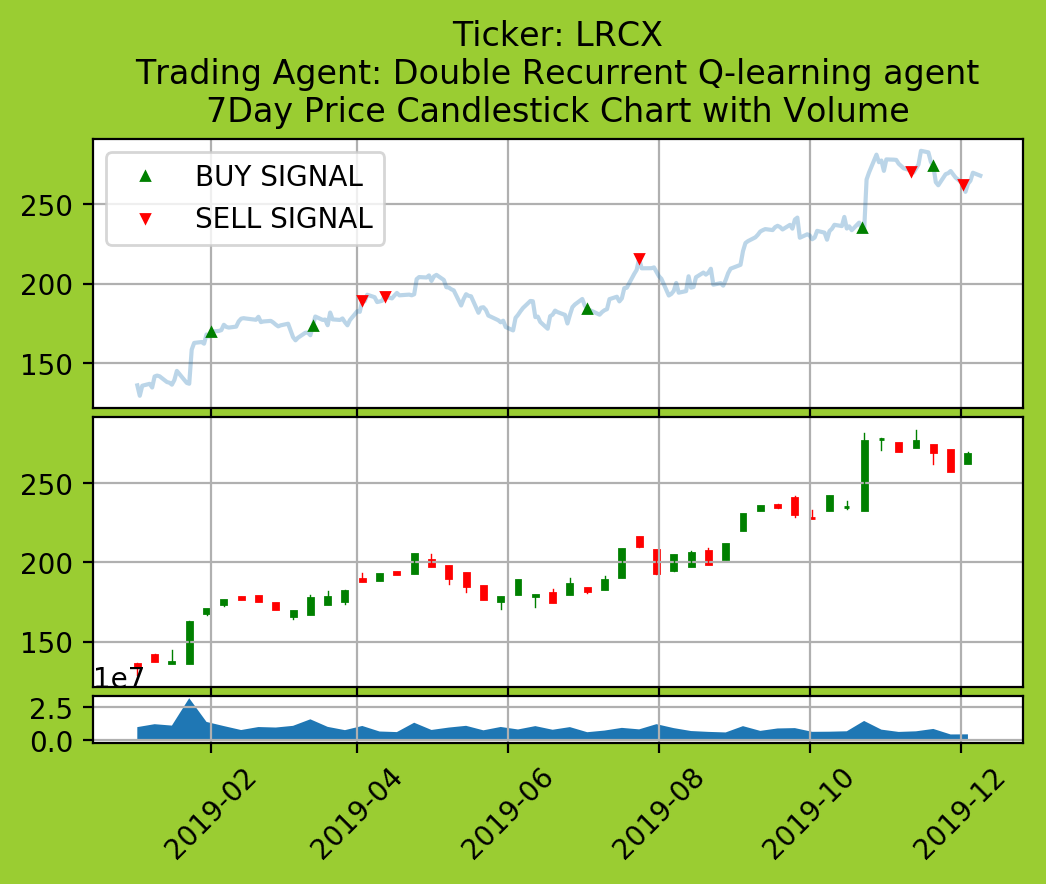 Ticker: LRCX
Trading Agent: Double Recurrent Q-learning agent
7Day Price Candlestick Chart with Volume
BUY SIGNAL
SELL SIGNAL
250
200
150
250
200
150
1e7
2.5
0.0
2019-02
2019-04
2019-06
2019-08
2019-10
2019-12